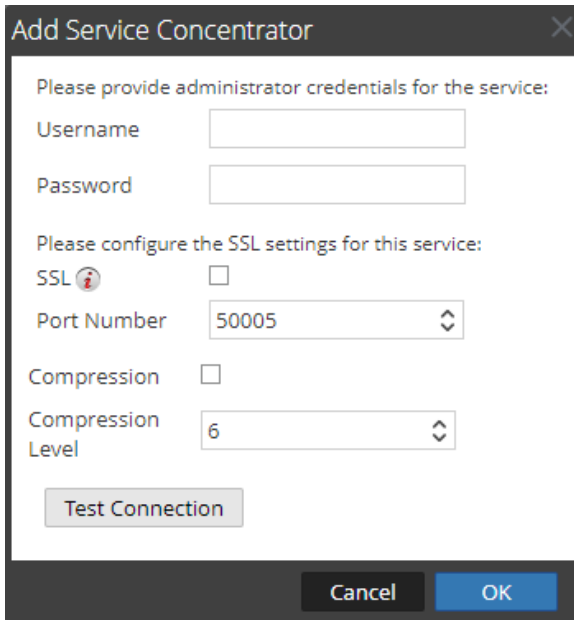 Add Service Concentrator
Please provide administrator credentials for the service:
Username
Password
Please configure the SSL settings for this service:
SSL
Port Number 50005
Compression
Compression
Level
6
Test Connection
Cancel OK